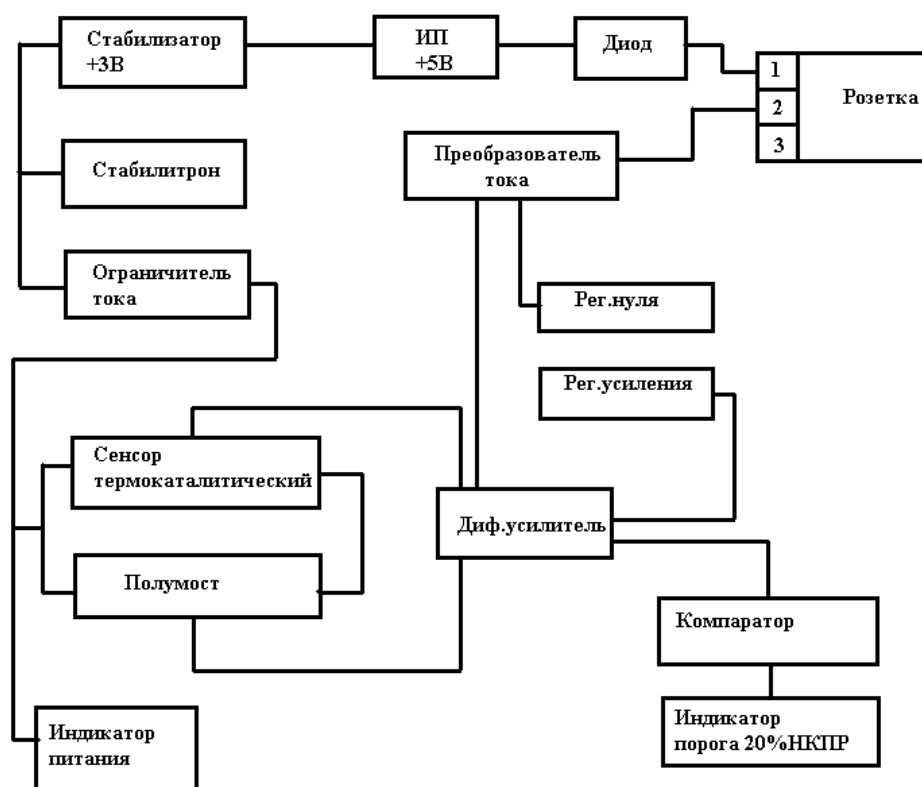 Стабилизатор
+3В
ИП
+5В
Диод
1
2
3
Розетка
Преобразователь
тока
Стабилитрон
Ограничитель
тока
Рег.нуля
Рег.усиления
Сенсор
термокаталитический
Диф.усилитель
Полумост
Компаратор
Индикатор
питания
Индикатор
порога 20%НКПР